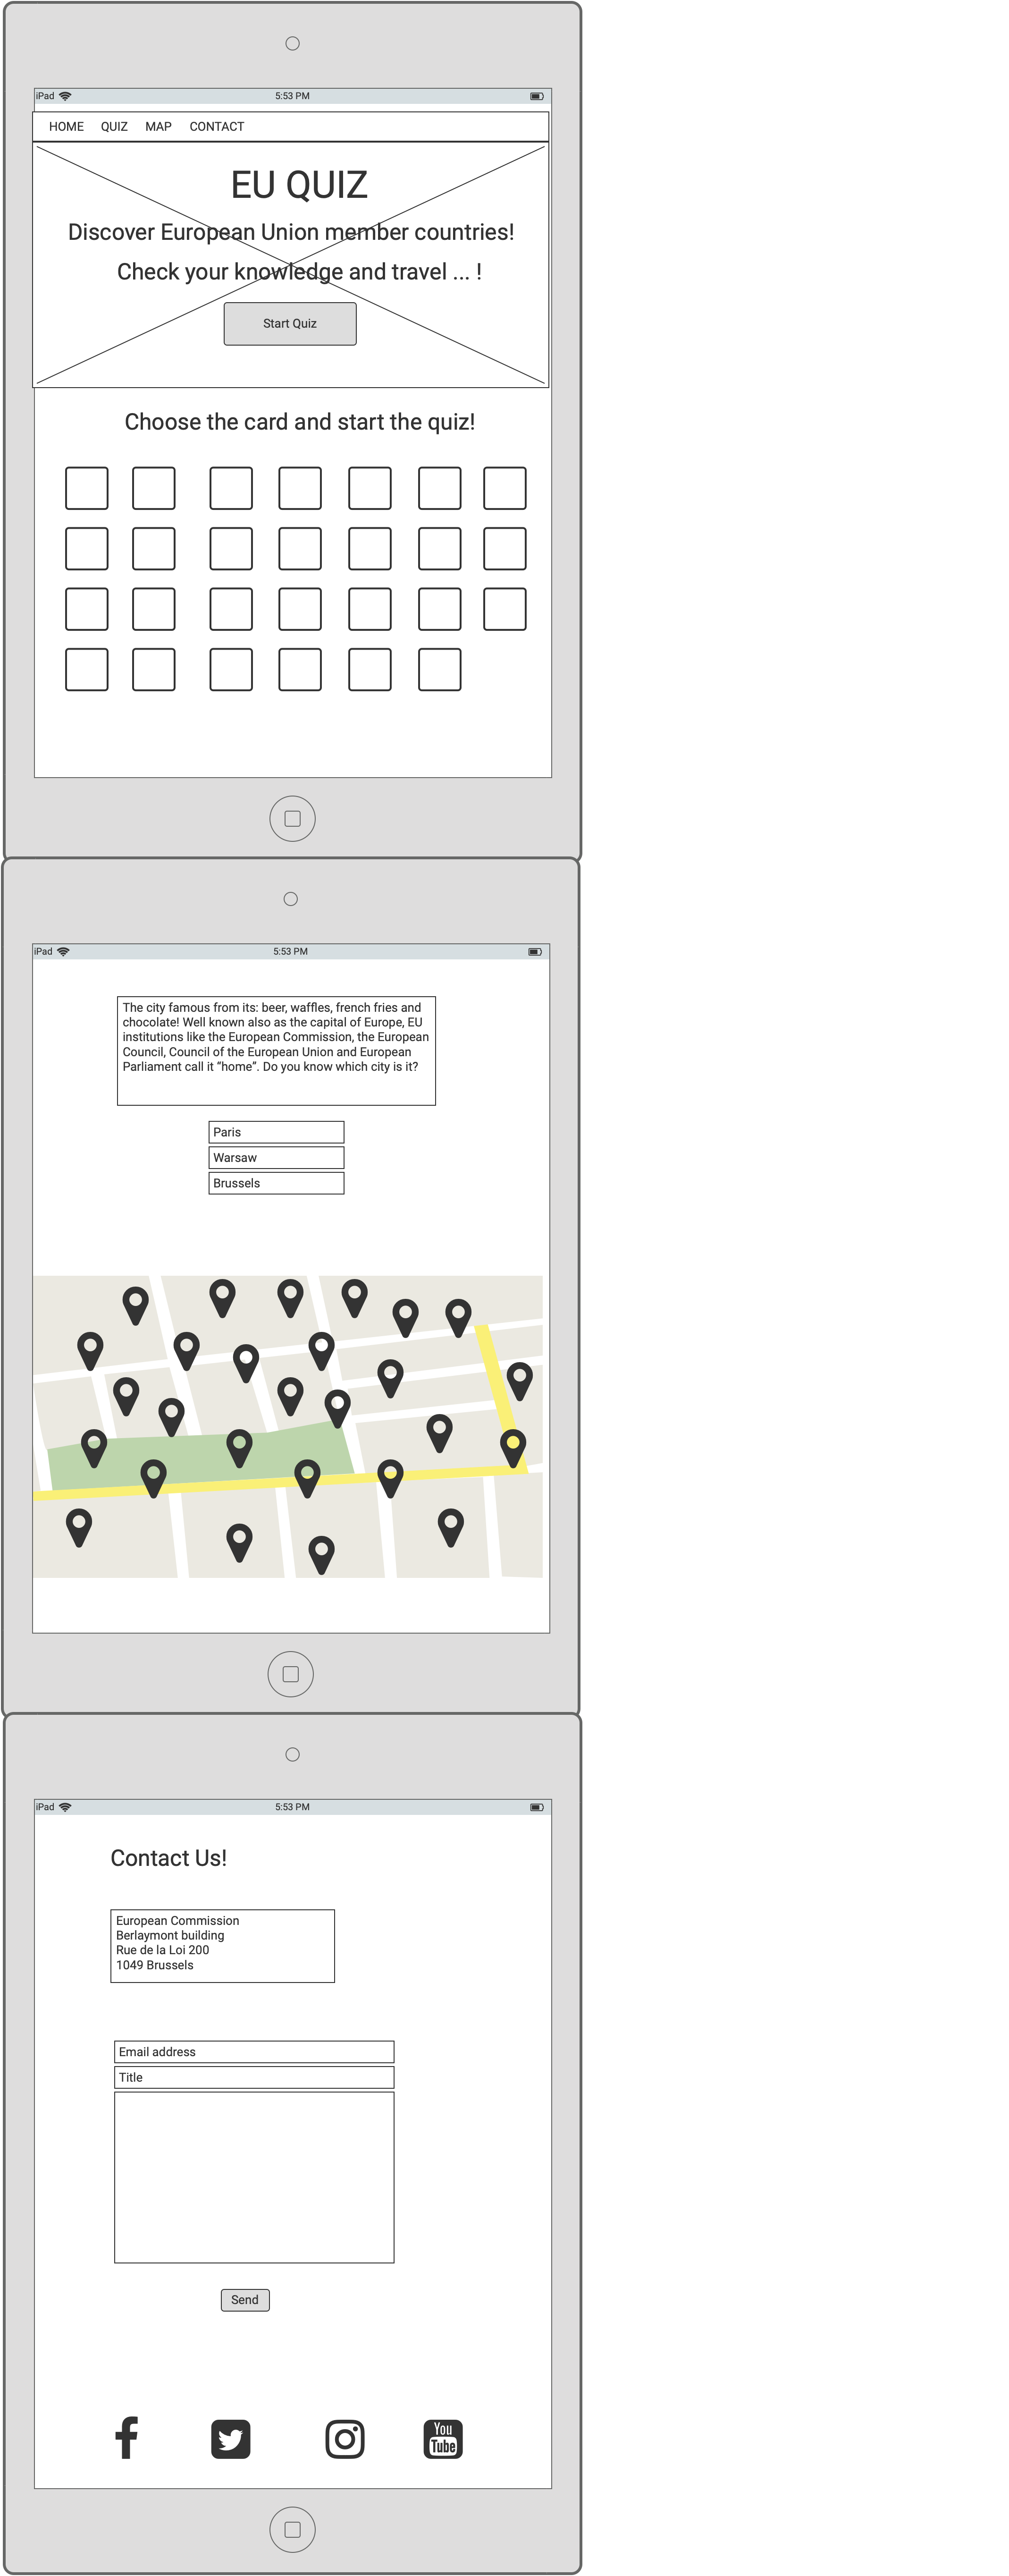 iPad 5:53 PM
HOME QUIZ MAP CONTACT
EU QUIZ
Discover European Union member countries!
Check your knowledge and travel ... !
Start Quiz
Choose the card and start the quiz!
iPad 5:53 PM
The city famous from its: beer, waffles, french fries and
chocolate! Well known also as the capital of Europe, EU
institutions like the European Commission, the European
Council, Council of the European Union and European
Parliament call it “home”. Do you know which city is it?
Paris
Warsaw
Brussels
iPad 5:53 PM
Contact Us!
European Commission
Berlaymont building
Rue de la Loi 200
1049 Brussels
Email address
Title
Send
You
Tube